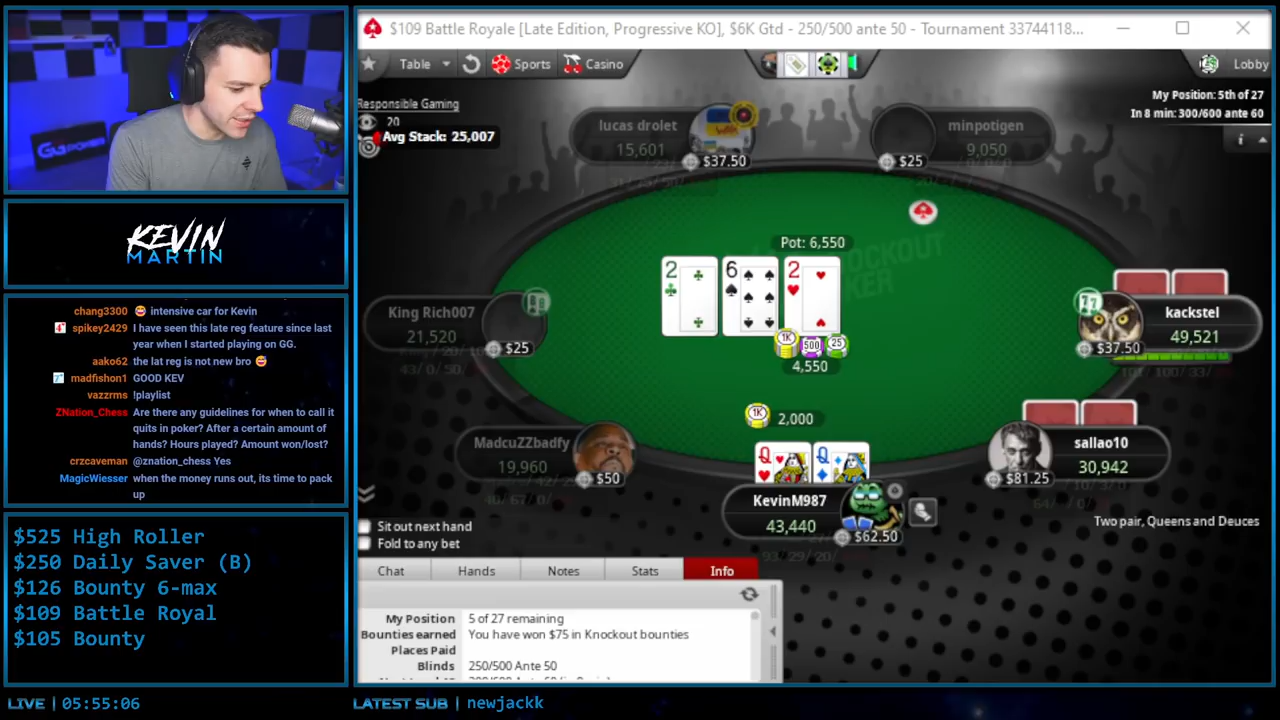 $109 Battle Royale [Late Edition, Progressive KO], $6K Gtd - 250/500 ante 50 - Tournament 33744118...
Table
Sports
Casino
Lobby
Responsible Gaming
20
Avg Stack: 25,007
My Position: 5th of 27
In 8 min: 300/600 ante 60
GGPOKER
KEVIN
MARTIN
lucas drolet
15,601
$37.50
minpotigen
9,050
$25
Pot: 6,550
2
6
2
1K
500
25
4,550
King Rich007
21,520
$25
kackstel
49,521
$37.50
1K
2,000
MadcuZZbadfy
19,960
$50
Q
Q
sallao10
30,942
$81.25
KevinM987
43,440
$62.50
Two pair, Queens and Deuces
Sit out next hand
Fold to any bet
Chat
Hands
Notes
Stats
Info
My Position 5 of 27 remaining
Bounties earned You have won $75 in Knockout bounties
Places Paid
Blinds 250/500 Ante 50
chang3300 intensive car for Kevin
spikey2429 I have seen this late reg feature since last
year when I started playing on GG.
aako62 the lat reg is not new bro
madfishon1 GOOD KEV
vazzrms !playlist
ZNation_Chess Are there any guidelines for when to call it
quits in poker? After a certain amount of
hands? Hours played? Amount won/lost?
crzcaveman @znation_chess Yes
MagicWiesser when the money runs out, its time to pack
up
$525 High Roller
$250 Daily Saver (B)
$126 Bounty 6-max
$109 Battle Royal
$105 Bounty
LIVE | 05:55:06
LATEST SUB | newjackk